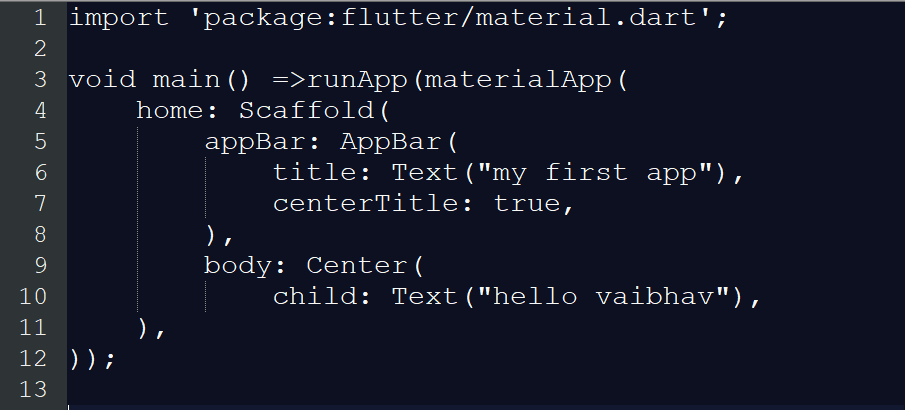 1 import 'package:flutter/material.dart';
2
3 void main() =>runApp(materialApp(
4     home: Scaffold(
5         appBar: AppBar(
6             title: Text("my first app"),
7             centerTitle: true,
8         ),
9         body: Center(
10             child: Text("hello vaibhav"),
11     ),
12 ));
13